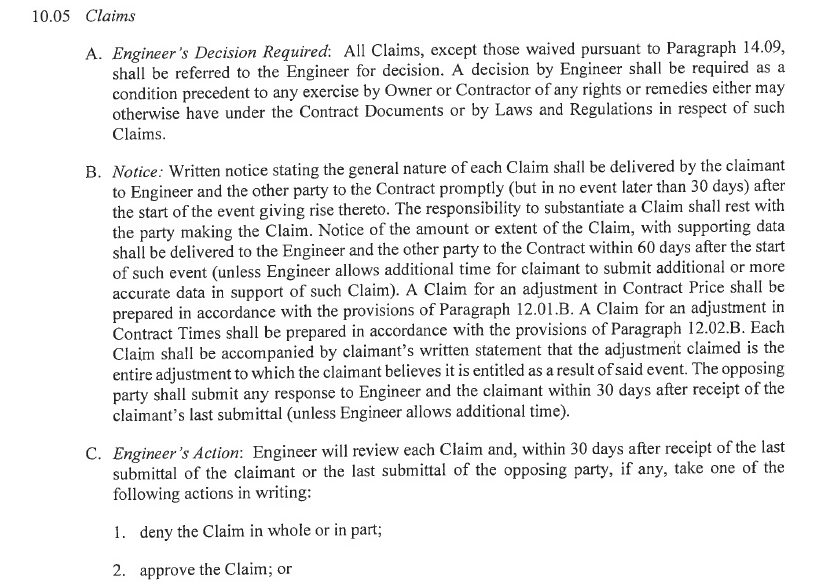 10.05 Claims
A. Engineer's Decision Required: All Claims, except those waived pursuant to Paragraph 14.09,
shall be referred to the Engineer for decision. A decision by Engineer shall be required as a
condition precedent to any exercise by Owner or Contractor of any rights or remedies either may
otherwise have under the Contract Documents or by Laws and Regulations in respect of such
Claims.
B. Notice: Written notice stating the general nature of each Claim shall be delivered by the claimant
to Engineer and the other party to the Contract promptly (but in no event later than 30 days) after
the start of the event giving rise thereto. The responsibility to substantiate a Claim shall rest with
the party making the Claim. Notice of the amount or extent of the Claim, with supporting data
shall be delivered to the Engineer and the other party to the Contract within 60 days after the start
of such event (unless Engineer allows additional time for claimant to submit additional or more
accurate data in support of such Claim). A Claim for an adjustment in Contract Price shall be
prepared in accordance with the provisions of Paragraph 12.01.B. A Claim for an adjustment in
Contract Times shall be prepared in accordance with the provisions of Paragraph 12.02.B. Each
Claim shall be accompanied by claimant's written statement that the adjustment claimed is the
entire adjustment to which the claimant believes it is entitled as a result of said event. The opposing
party shall submit any response to Engineer and the claimant within 30 days after receipt of the
claimant's last submittal (unless Engineer allows additional time).
C. Engineer's Action: Engineer will review each Claim and, within 30 days after receipt of the last
submittal of the claimant or the last submittal of the opposing party, if any, take one of the
following actions in writing:
1. deny the Claim in whole or in part;
2. approve the Claim; or